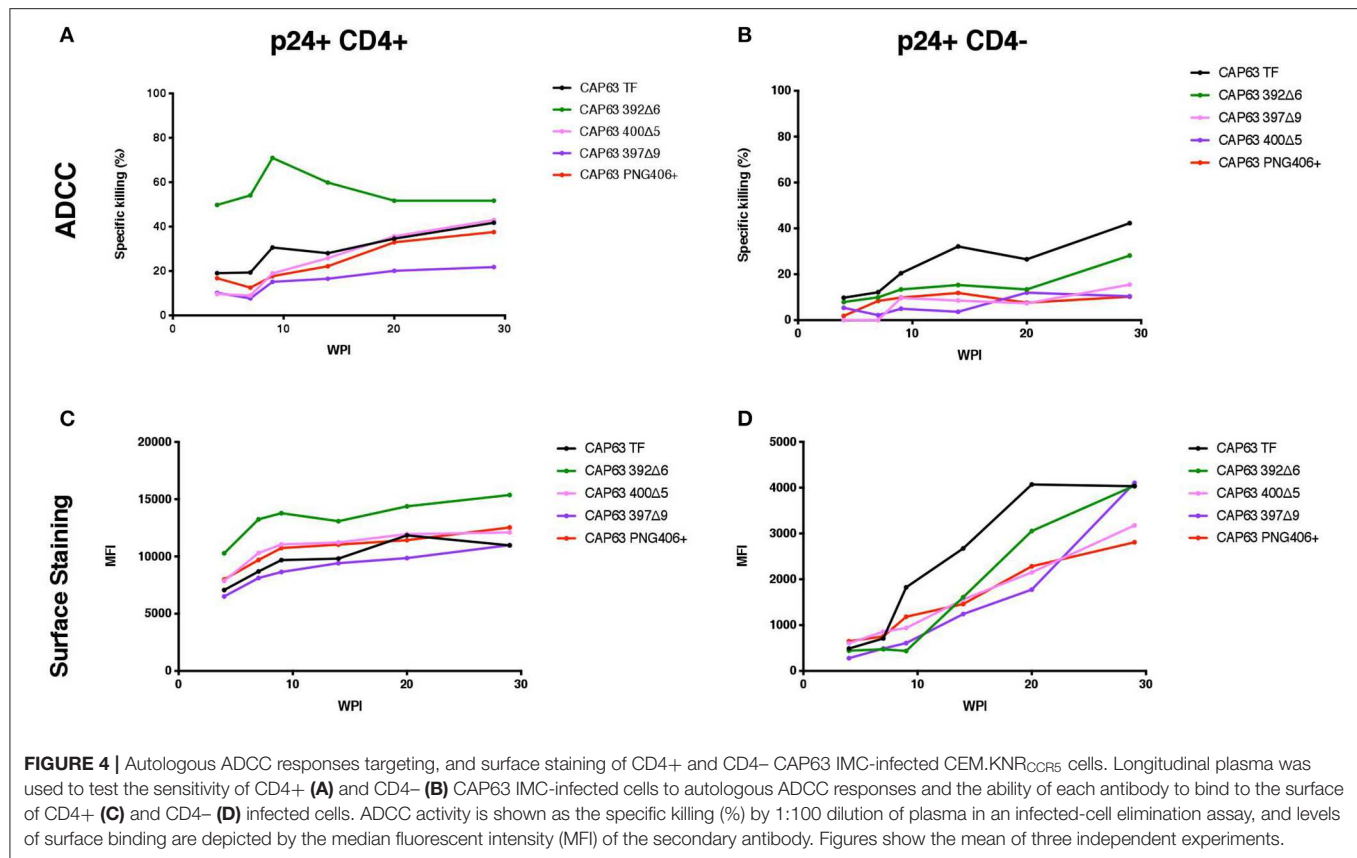 A
p24+ CD4+
B
p24+ CD4-
ADCC
Specific killing (%)
100
80
60
40
20
0
0
10
20
30
WPI
CAP63 TF
CAP63 392Δ6
CAP63 400Δ5
CAP63 397Δ9
CAP63 PNG406+
Specific killing (%)
100
80
60
40
20
0
0
10
20
30
WPI
CAP63 TF
CAP63 392Δ6
CAP63 397Δ9
CAP63 400Δ5
CAP63 PNG406+
C
D
Surface Staining
MFI
20000
15000
10000
5000
0
0
10
20
30
WPI
CAP63 TF
CAP63 392Δ6
CAP63 400Δ5
CAP63 397Δ9
CAP63 PNG406+
MFI
5000
4000
3000
2000
1000
0
0
10
20
30
WPI
CAP63 TF
CAP63 392Δ6
CAP63 400Δ5
CAP63 397Δ9
CAP63 PNG406+
FIGURE 4 | Autologous ADCC responses targeting, and surface staining of CD4+ and CD4– CAP63 IMC-infected CEM.KNRCCR5 cells. Longitudinal plasma was
used to test the sensitivity of CD4+ (A) and CD4– (B) CAP63 IMC-infected cells to autologous ADCC responses and the ability of each antibody to bind to the surface
of CD4+ (C) and CD4– (D) infected cells. ADCC activity is shown as the specific killing (%) by 1:100 dilution of plasma in an infected-cell elimination assay, and levels
of surface binding are depicted by the median fluorescent intensity (MFI) of the secondary antibody. Figures show the mean of three independent experiments.